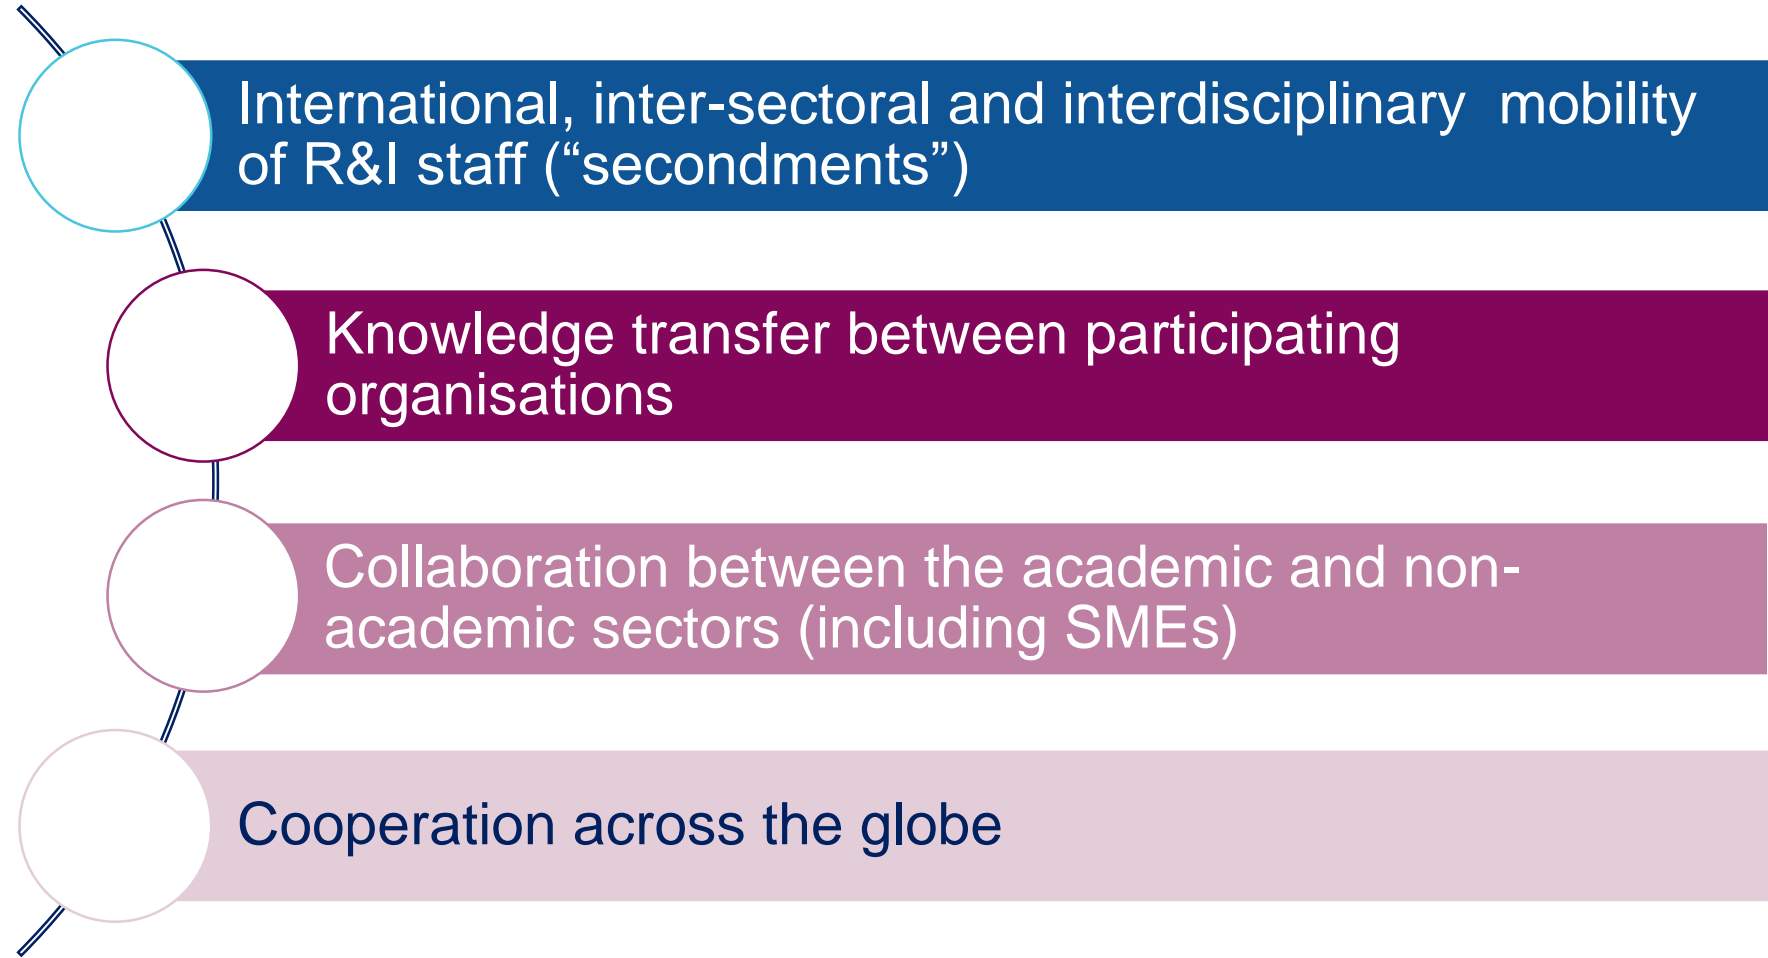 International, inter-sectoral and interdisciplinary  mobility
of R&I staff (“secondments”)
Knowledge transfer between participating
organisations
Collaboration between the academic and non-
academic sectors (including SMEs)
Cooperation across the globe